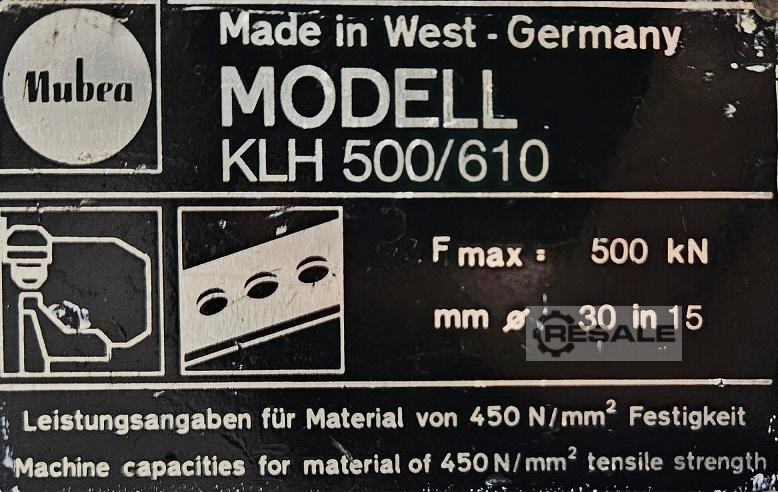 Made in West - Germany
Mubea
MODELL
KLH 500/610
F max : 500 kN
mm ø : 30 in 15
RESALE
Leistungsangaben für Material von 450 N/mm² Festigkeit
Machine capacities for material of 450 N/mm² tensile strength